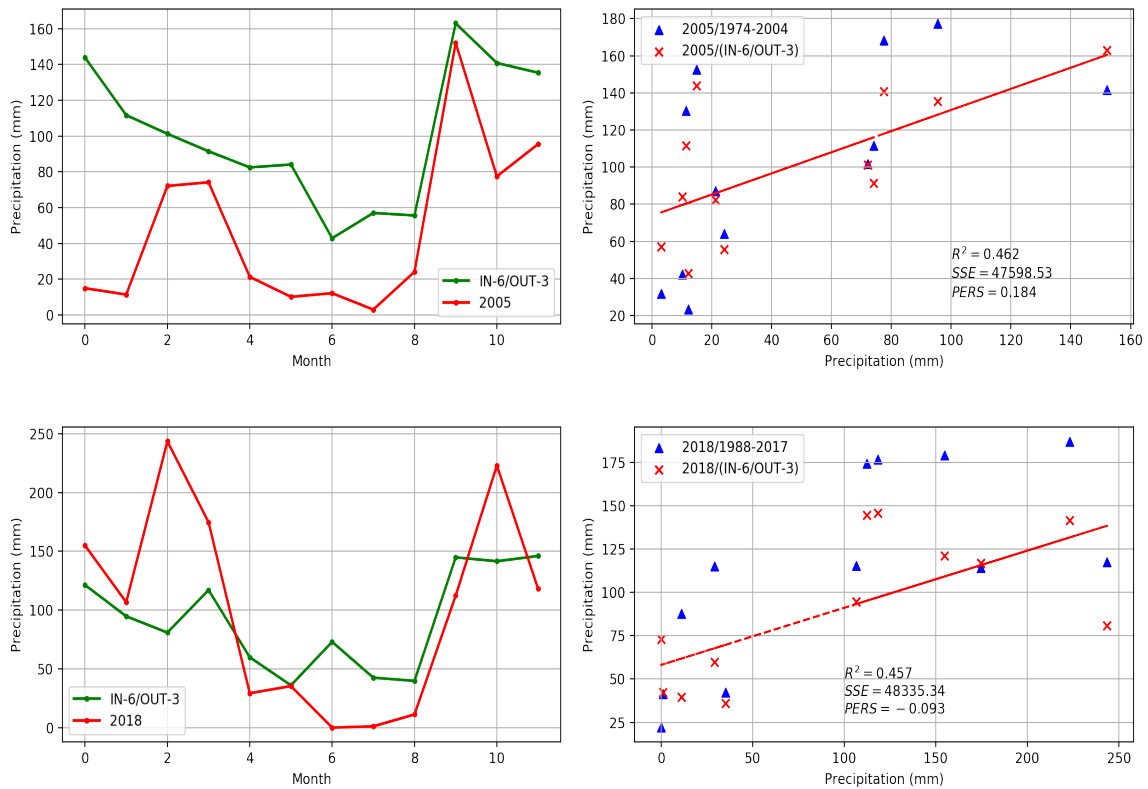 160
140
120
100
80
60
40
20
0
Precipitation (mm)
IN-6/OUT-3
2005
0 2 4 6 8 10
Month
180
160
140
120
100
80
60
40
20
Precipitation (mm)
2005/1974-2004
2005/(IN-6/OUT-3)
R² = 0.462
SSE = 47598.53
PERS = 0.184
0 20 40 60 80 100 120 140 160
Precipitation (mm)
250
200
150
100
50
0
Precipitation (mm)
IN-6/OUT-3
2018
0 2 4 6 8 10
Month
175
150
125
100
75
50
25
Precipitation (mm)
2018/1988-2017
2018/(IN-6/OUT-3)
R² = 0.457
SSE = 48335.34
PERS = − 0.093
0 50 100 150 200 250
Precipitation (mm)